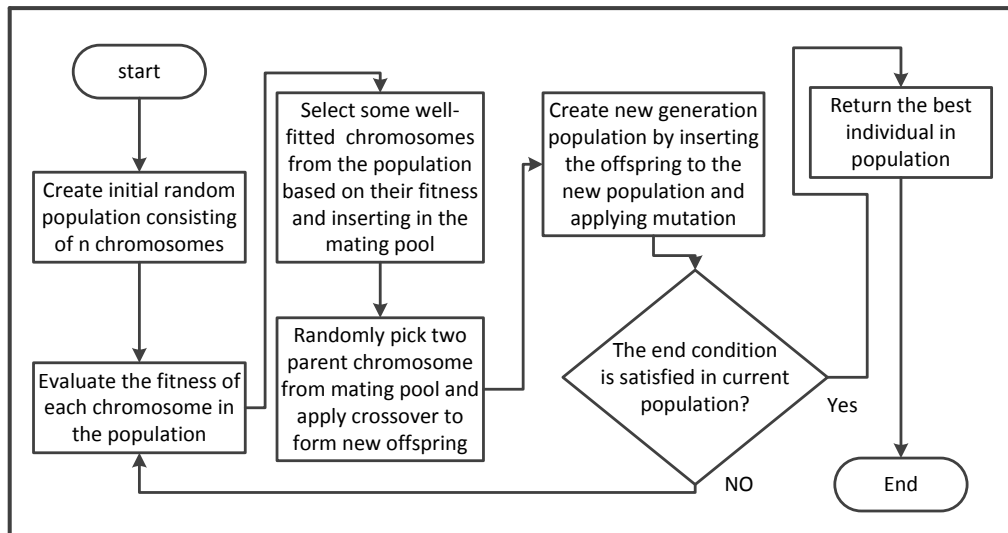 start
Create initial random
population consisting
of n chromosomes
Evaluate the fitness of
each chromosome in
the population
Select some well-
fitted chromosomes
from the population
based on their fitness
and inserting in the
mating pool
Randomly pick two
parent chromosome
from mating pool and
apply crossover to
form new offspring
Create new generation
population by inserting
the offspring to the
new population and
applying mutation
The end condition
is satisfied in current
population?
Yes
NO
Return the best
individual in
population
End